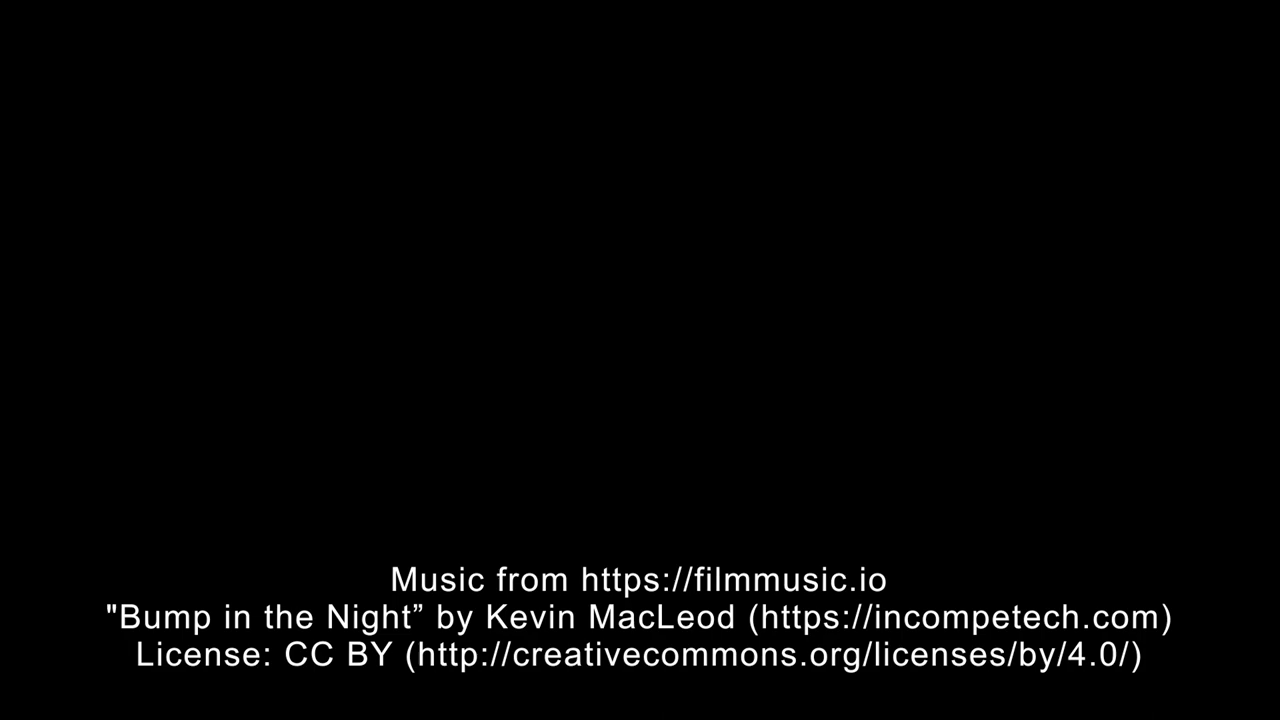 Music from https://filmmusic.io
"Bump in the Night” by Kevin MacLeod (https://incompetech.com)
License: CC BY (http://creativecommons.org/licenses/by/4.0/)